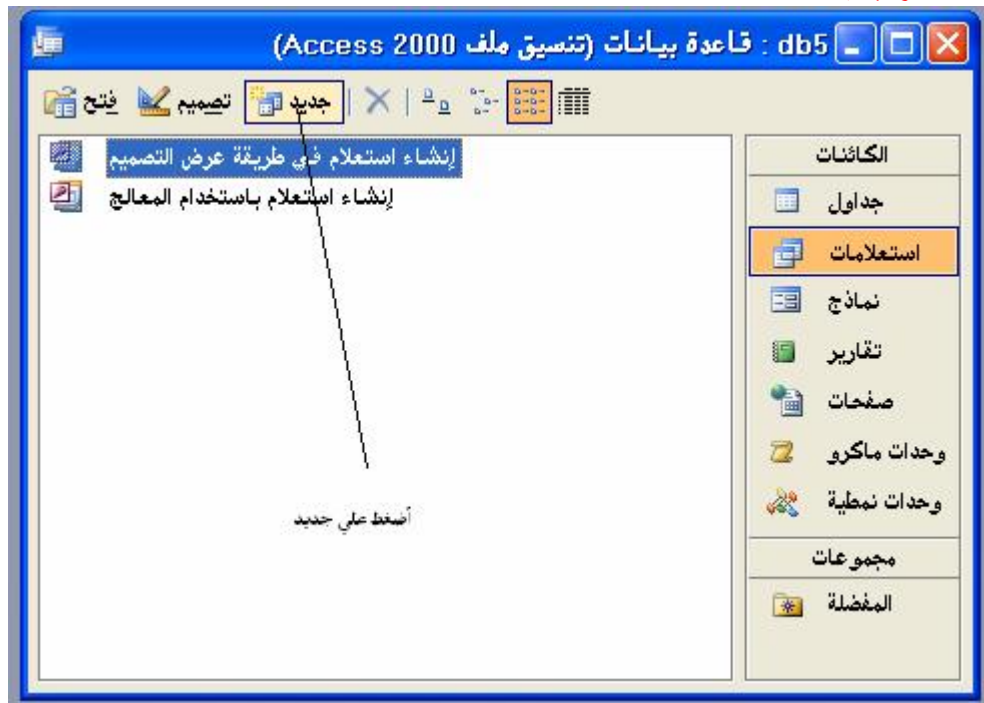 db5 : قاعدة بيانات (تنسيق ملف Access 2000)
فتح تصميم جديد
الكائنات
جداول
استعلامات
نماذج
تقارير
صفحات
وحدات ماكرو
وحدات نمطية
مجموعات
المفضلة
إنشاء استعلام في طريقة عرض التصميم
إنشاء استعلام باستخدام المعالج
أضغط علي جديد